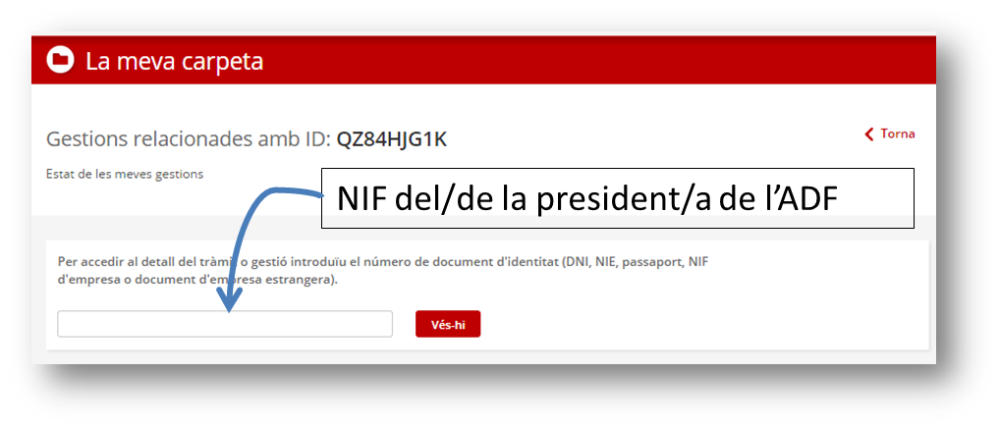 La meva carpeta
Gestions relacionades amb ID: QZ84HJG1K
Torna
Estat de les meves gestions
NIF del/de la president/a de l’ADF
Per accedir al detall del tràmit o gestió introduïu el número de document d'identitat (DNI, NIE, passaport, NIF
d'empresa o document d'empresa estrangera).
Vés-hi